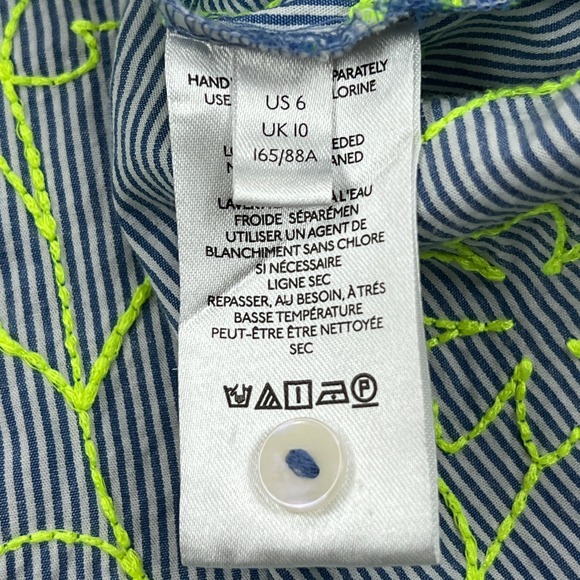 HAND
PARATELY
USE
LORINE
US 6
UK 10
165/88A
EDED
ANED
À L'EAU
FROIDE SÉPARÉMEN
UTILISER UN AGENT DE
BLANCHIMENT SANS CHLORE
SI NÉCESSAIRE
LIGNE SEC
REPASSER, AU BESOIN, À TRÉS
BASSE TEMPÉRATURE
PEUT-ÊTRE ÊTRE NETTOYÉE
SEC
P